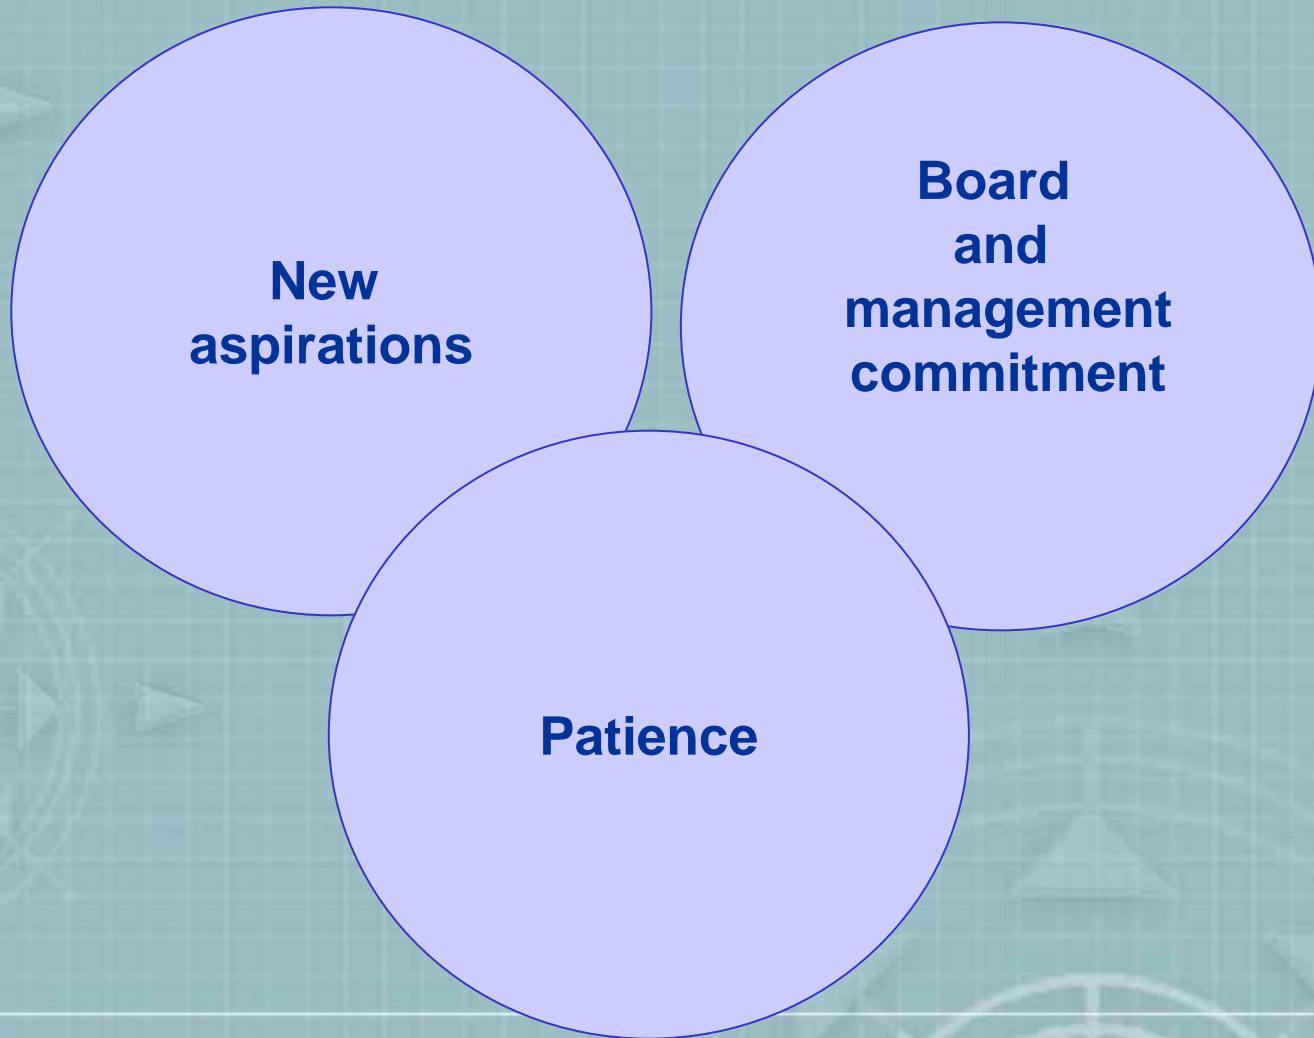 New
aspirations
Board
and
management
commitment
Patience